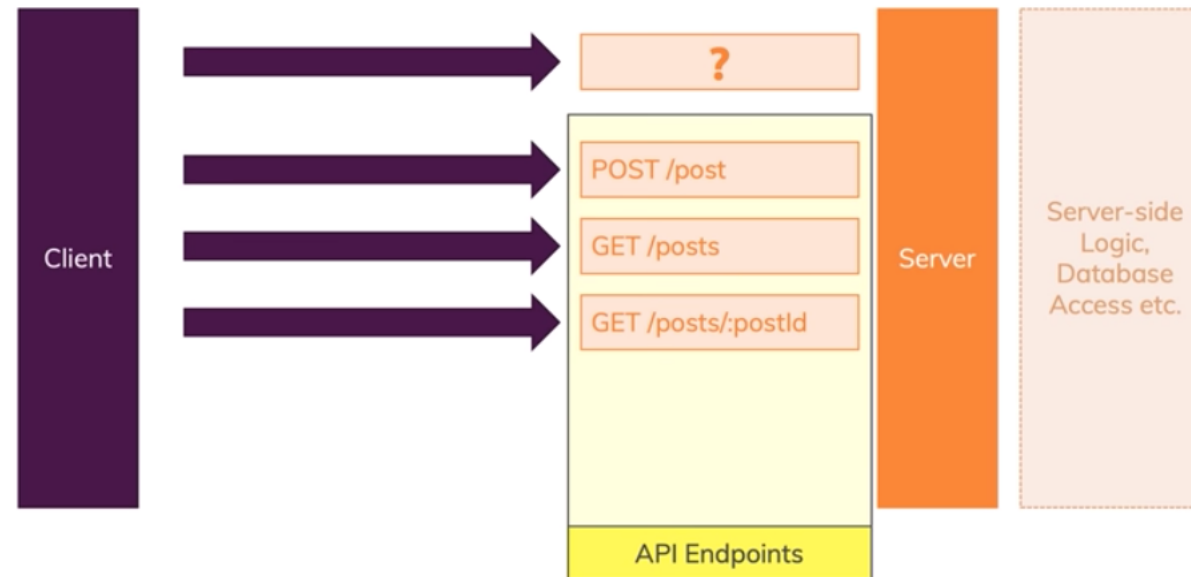 ?
POST /post
GET /posts
GET /posts/:postId
Client
Server
Server-side
Logic,
Database
Access etc.
API Endpoints